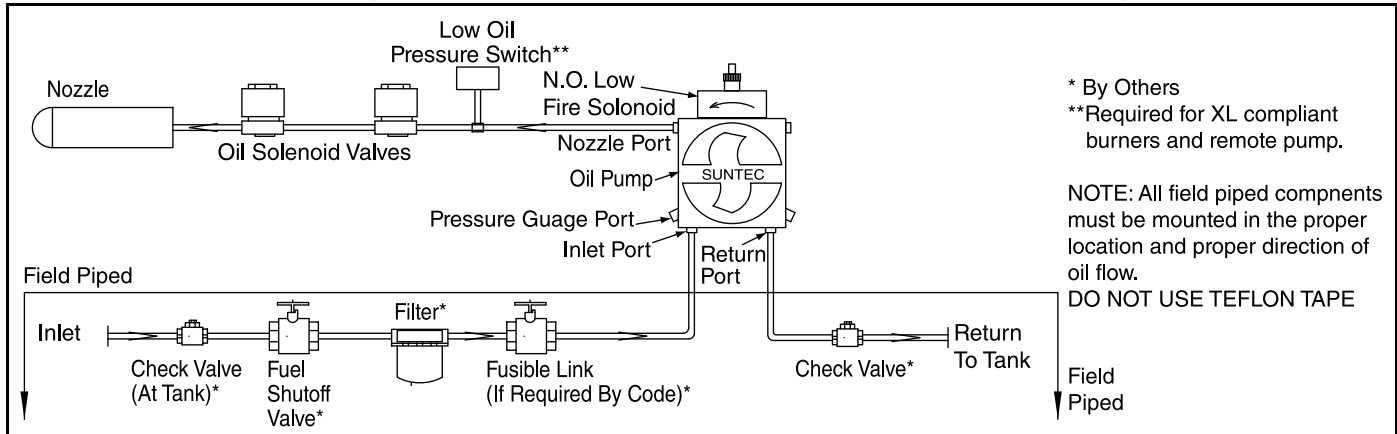 Low Oil
Pressure Switch**
Nozzle
N.O. Low
Fire Solonoid
Nozzle Port
Oil Solenoid Valves
Oil Pump
SUNTEC
Pressure Guage Port
Inlet Port
Return
Port
* By Others
**Required for XL compliant
burners and remote pump.
NOTE: All field piped compnents
must be mounted in the proper
location and proper direction of
oil flow.
DO NOT USE TEFLON TAPE
Field Piped
Inlet
Check Valve
(At Tank)*
Fuel
Shutoff
Valve*
Filter*
Fusible Link
(If Required By Code)*
Check Valve*
Return
To Tank
Field
Piped